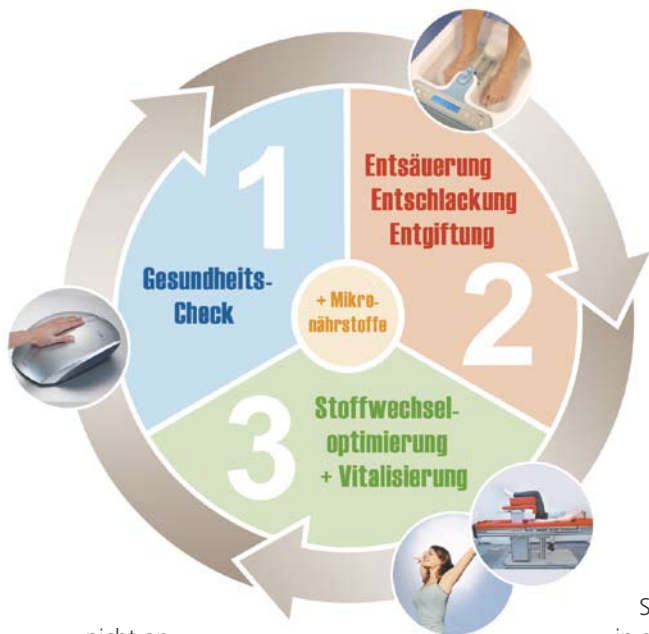 1
Gesundheits-
Check
Entsäuerung
Entschlackung
Entgiftung
2
+ Mikro-
nährstoffe
3
Stoffwechsel-
optimierung
+ Vitalisierung
S